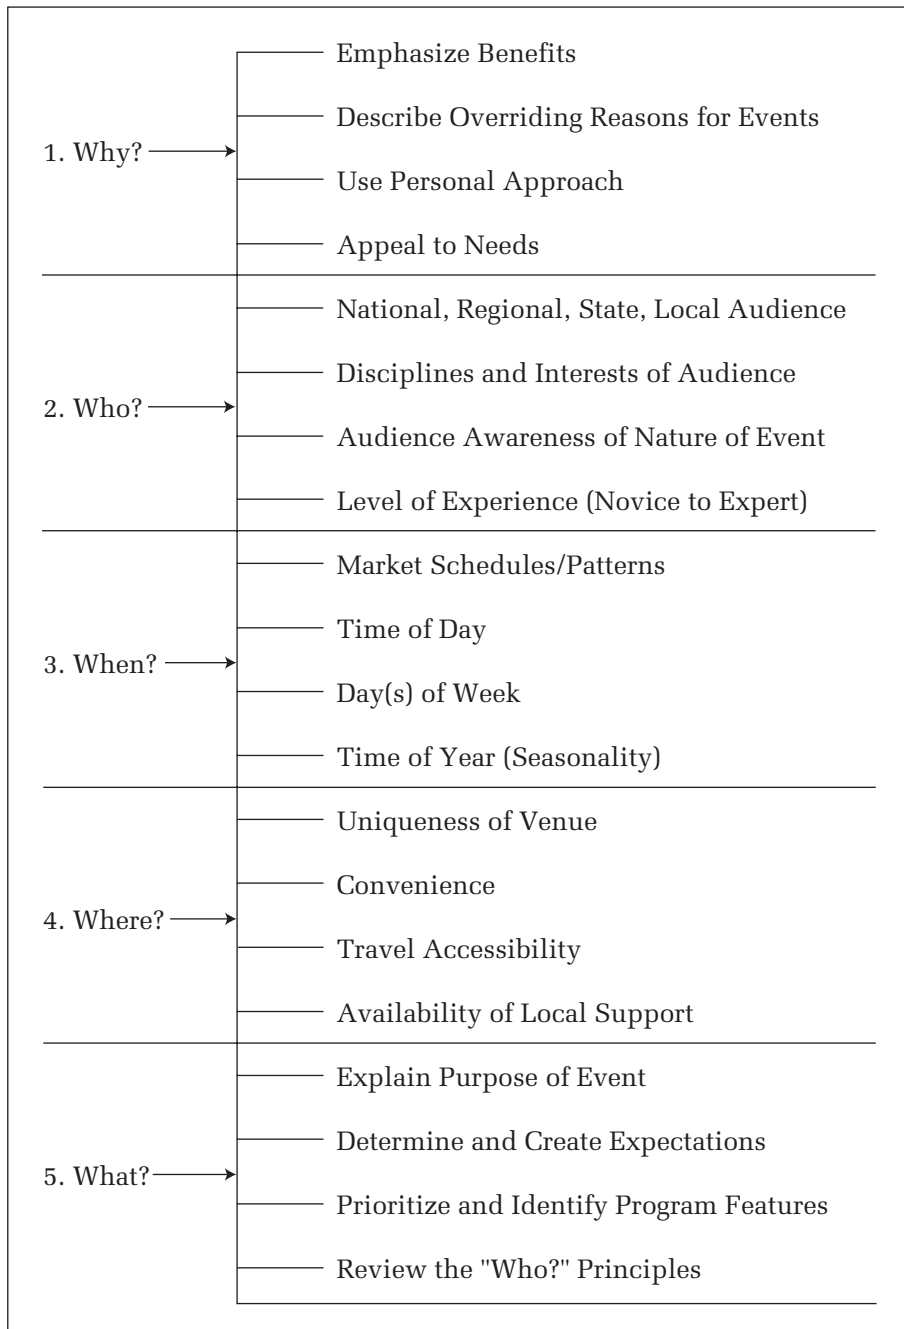 Emphasize Benefits
Describe Overriding Reasons for Events
1. Why?
Use Personal Approach
Appeal to Needs
National, Regional, State, Local Audience
Disciplines and Interests of Audience
2. Who?
Audience Awareness of Nature of Event
Level of Experience (Novice to Expert)
Market Schedules/Patterns
Time of Day
3. When?
Day(s) of Week
Time of Year (Seasonality)
Uniqueness of Venue
Convenience
4. Where?
Travel Accessibility
Availability of Local Support
Explain Purpose of Event
Determine and Create Expectations
5. What?
Prioritize and Identify Program Features
Review the "Who?" Principles